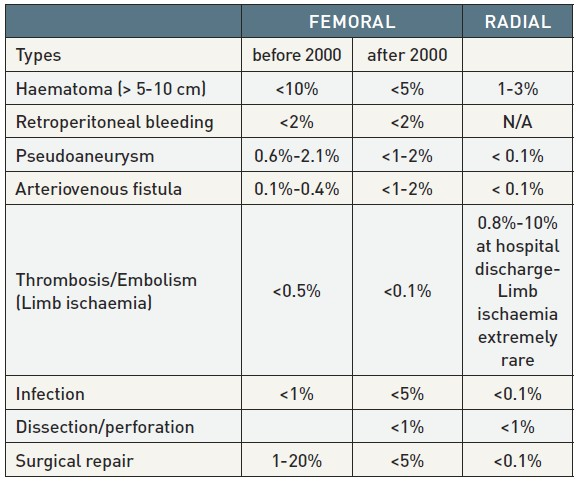 FEMORAL RADIAL
Types before 2000 after 2000
Haematoma (> 5-10 cm) <10% <5% 1-3%
Retroperitoneal bleeding <2% <2% N/A
Pseudoaneurysm 0.6%-2.1% <1-2% < 0.1%
Arteriovenous fistula 0.1%-0.4% <1-2% < 0.1%
Thrombosis/Embolism
(Limb ischaemia) <0.5% <0.1%
0.8%-10%
at hospital
discharge-
Limb
ischaemia
extremely
rare
Infection <1% <5% <0.1%
Dissection/perforation <1% <1%
Surgical repair 1-20% <5% <0.1%